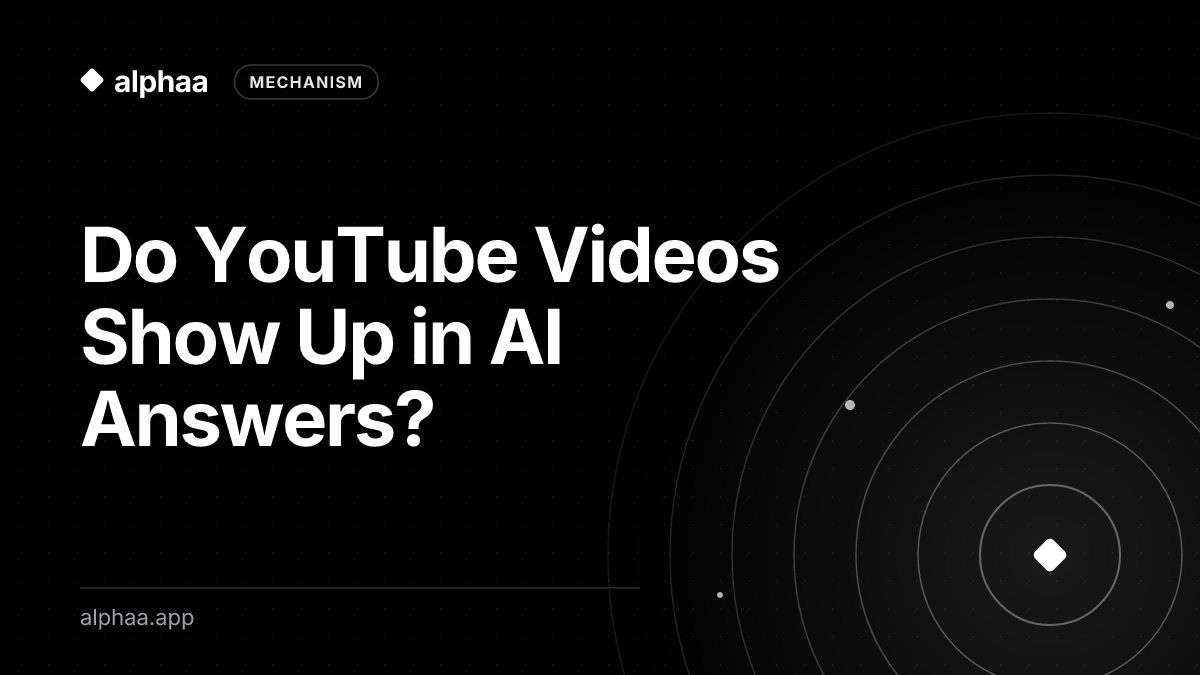 alphaa
MECHANISM
Do YouTube Videos
Show Up in AI
Answers?
alphaa.app